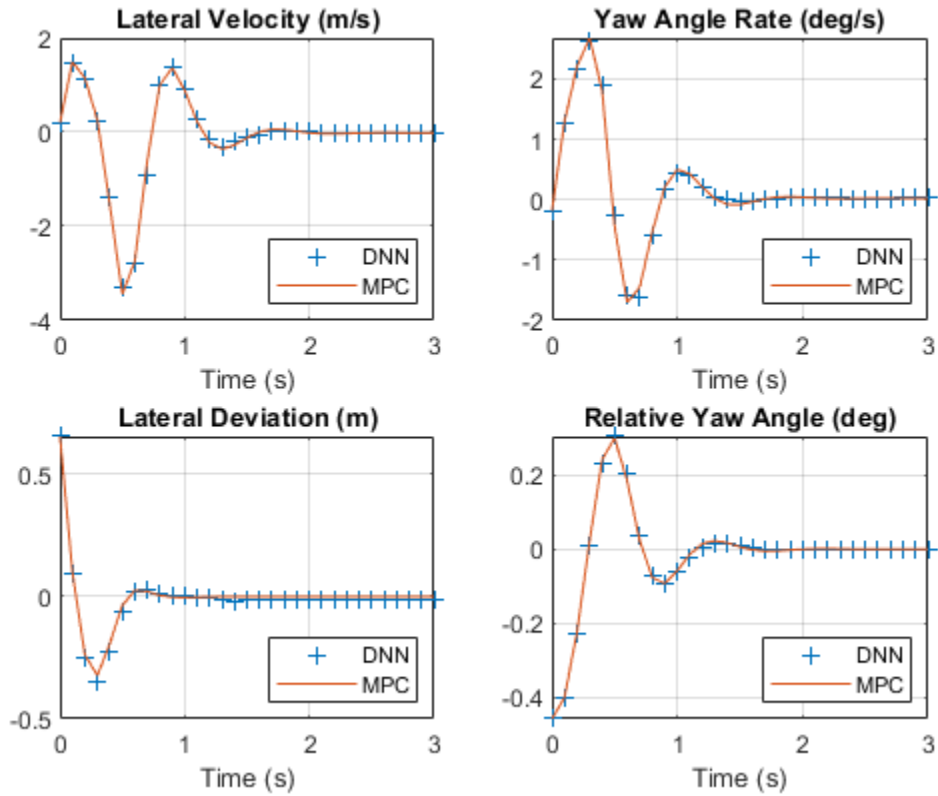 Lateral Velocity (m/s)
2
0
-2
-4
0
1
2
3
Time (s)
DNN
MPC
Yaw Angle Rate (deg/s)
2
1
0
-1
-2
0
1
2
3
Time (s)
DNN
MPC
Lateral Deviation (m)
0.5
0
-0.5
0
1
2
3
Time (s)
DNN
MPC
Relative Yaw Angle (deg)
0.2
0
-0.2
-0.4
0
1
2
3
Time (s)
DNN
MPC